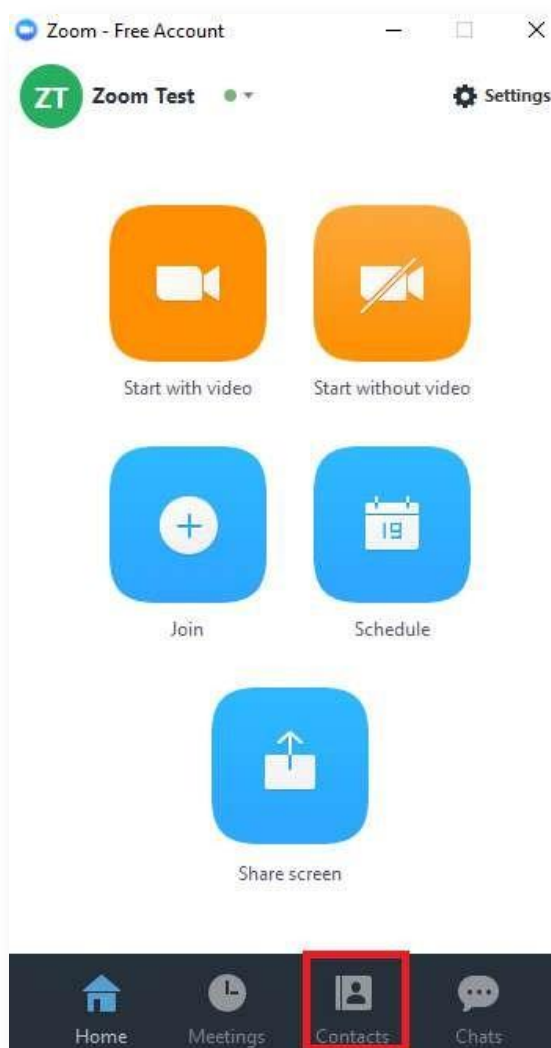 Zoom - Free Account
ZT Zoom Test Settings
Start with video Start without video
19
Join Schedule
Share screen
Home Meetings Contacts Chats